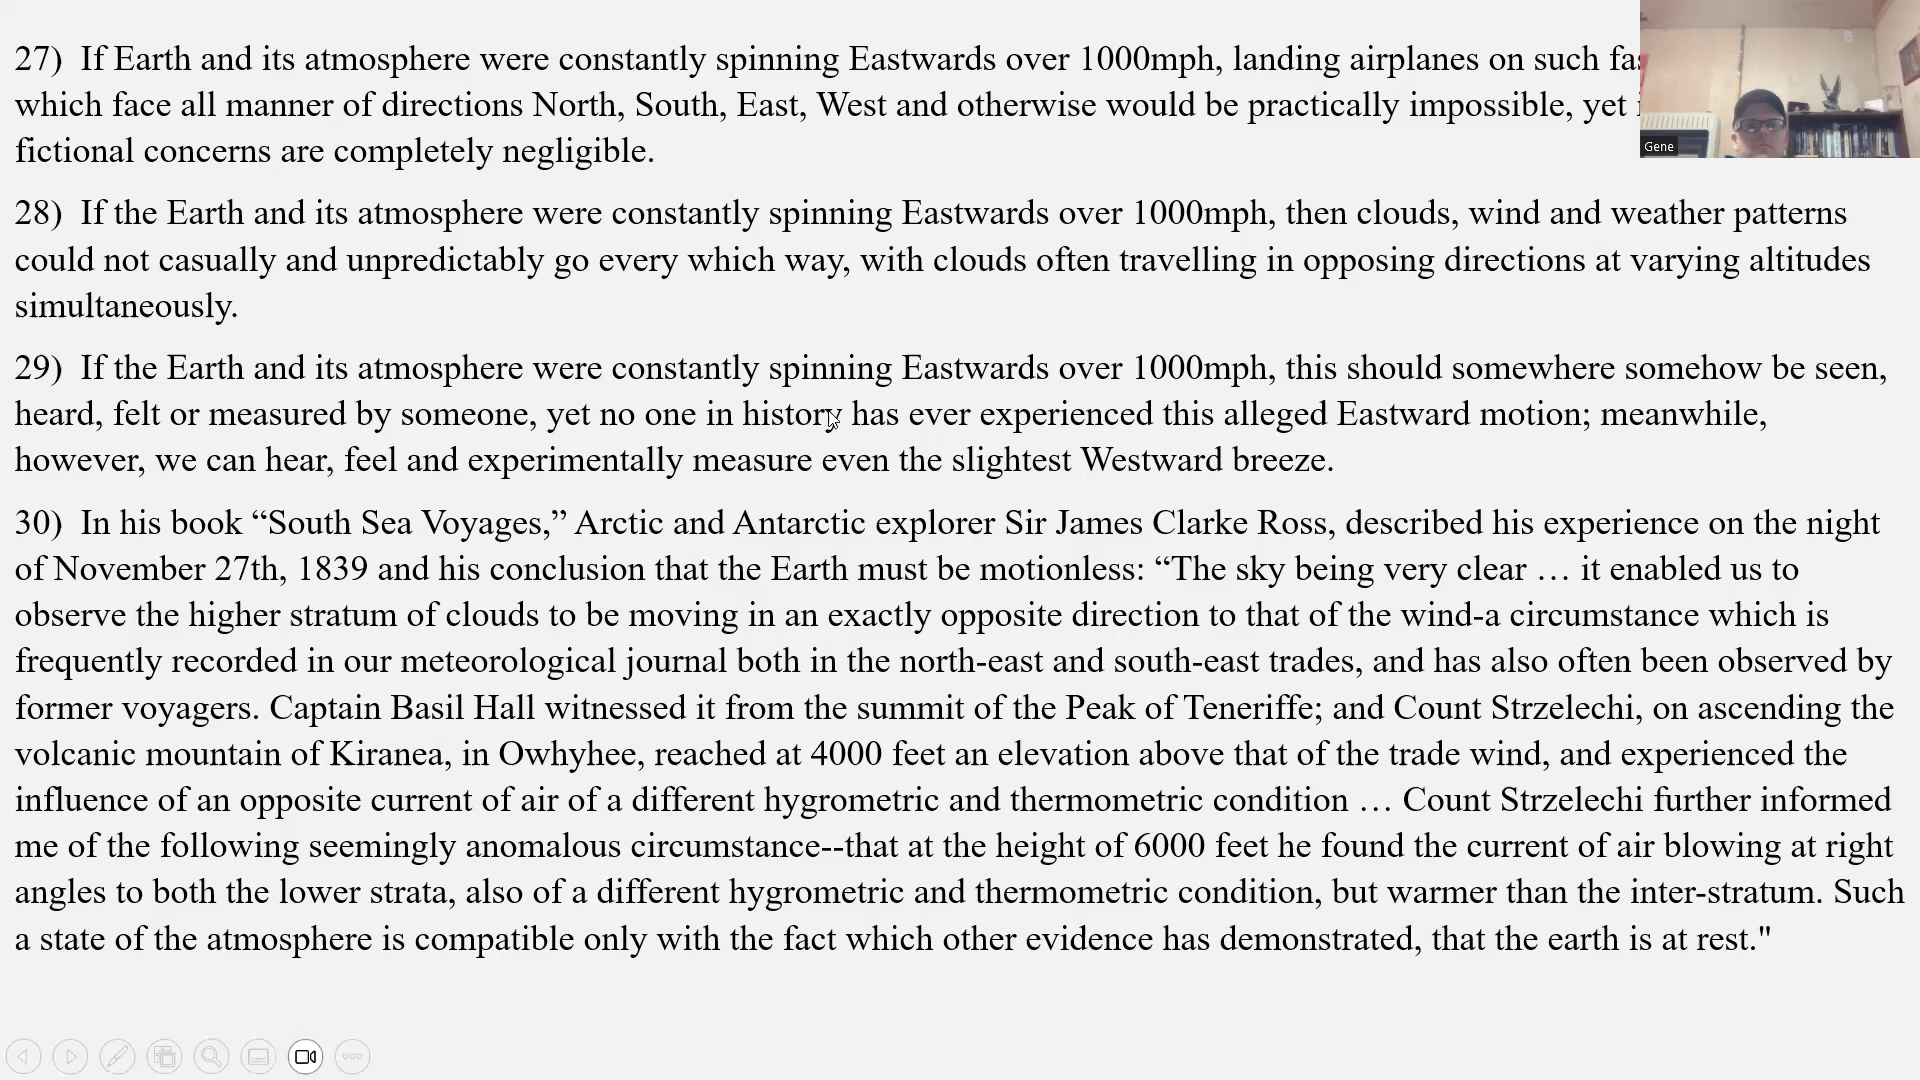 27)  If Earth and its atmosphere were constantly spinning Eastwards over 1000mph, landing airplanes on such
which face all manner of directions North, South, East, West and otherwise would be practically impossible, yet
fictional concerns are completely negligible.
28)  If the Earth and its atmosphere were constantly spinning Eastwards over 1000mph, then clouds, wind and weather patterns
could not casually and unpredictably go every which way, with clouds often travelling in opposing directions at varying altitudes
simultaneously.
29)  If the Earth and its atmosphere were constantly spinning Eastwards over 1000mph, this should somewhere somehow be seen,
heard, felt or measured by someone, yet no one in history has ever experienced this alleged Eastward motion; meanwhile,
however, we can hear, feel and experimentally measure even the slightest Westward breeze.
30)  In his book “South Sea Voyages,” Arctic and Antarctic explorer Sir James Clarke Ross, described his experience on the night
of November 27th, 1839 and his conclusion that the Earth must be motionless: “The sky being very clear … it enabled us to
observe the higher stratum of clouds to be moving in an exactly opposite direction to that of the wind-a circumstance which is
frequently recorded in our meteorological journal both in the north-east and south-east trades, and has also often been observed by
former voyagers. Captain Basil Hall witnessed it from the summit of the Peak of Teneriffe; and Count Strzelechi, on ascending the
volcanic mountain of Kiranea, in Owhyhee, reached at 4000 feet an elevation above that of the trade wind, and experienced the
influence of an opposite current of air of a different hygrometric and thermometric condition … Count Strzelechi further informed
me of the following seemingly anomalous circumstance--that at the height of 6000 feet he found the current of air blowing at right
angles to both the lower strata, also of a different hygrometric and thermometric condition, but warmer than the inter-stratum. Such
a state of the atmosphere is compatible only with the fact which other evidence has demonstrated, that the earth is at rest."
Gene